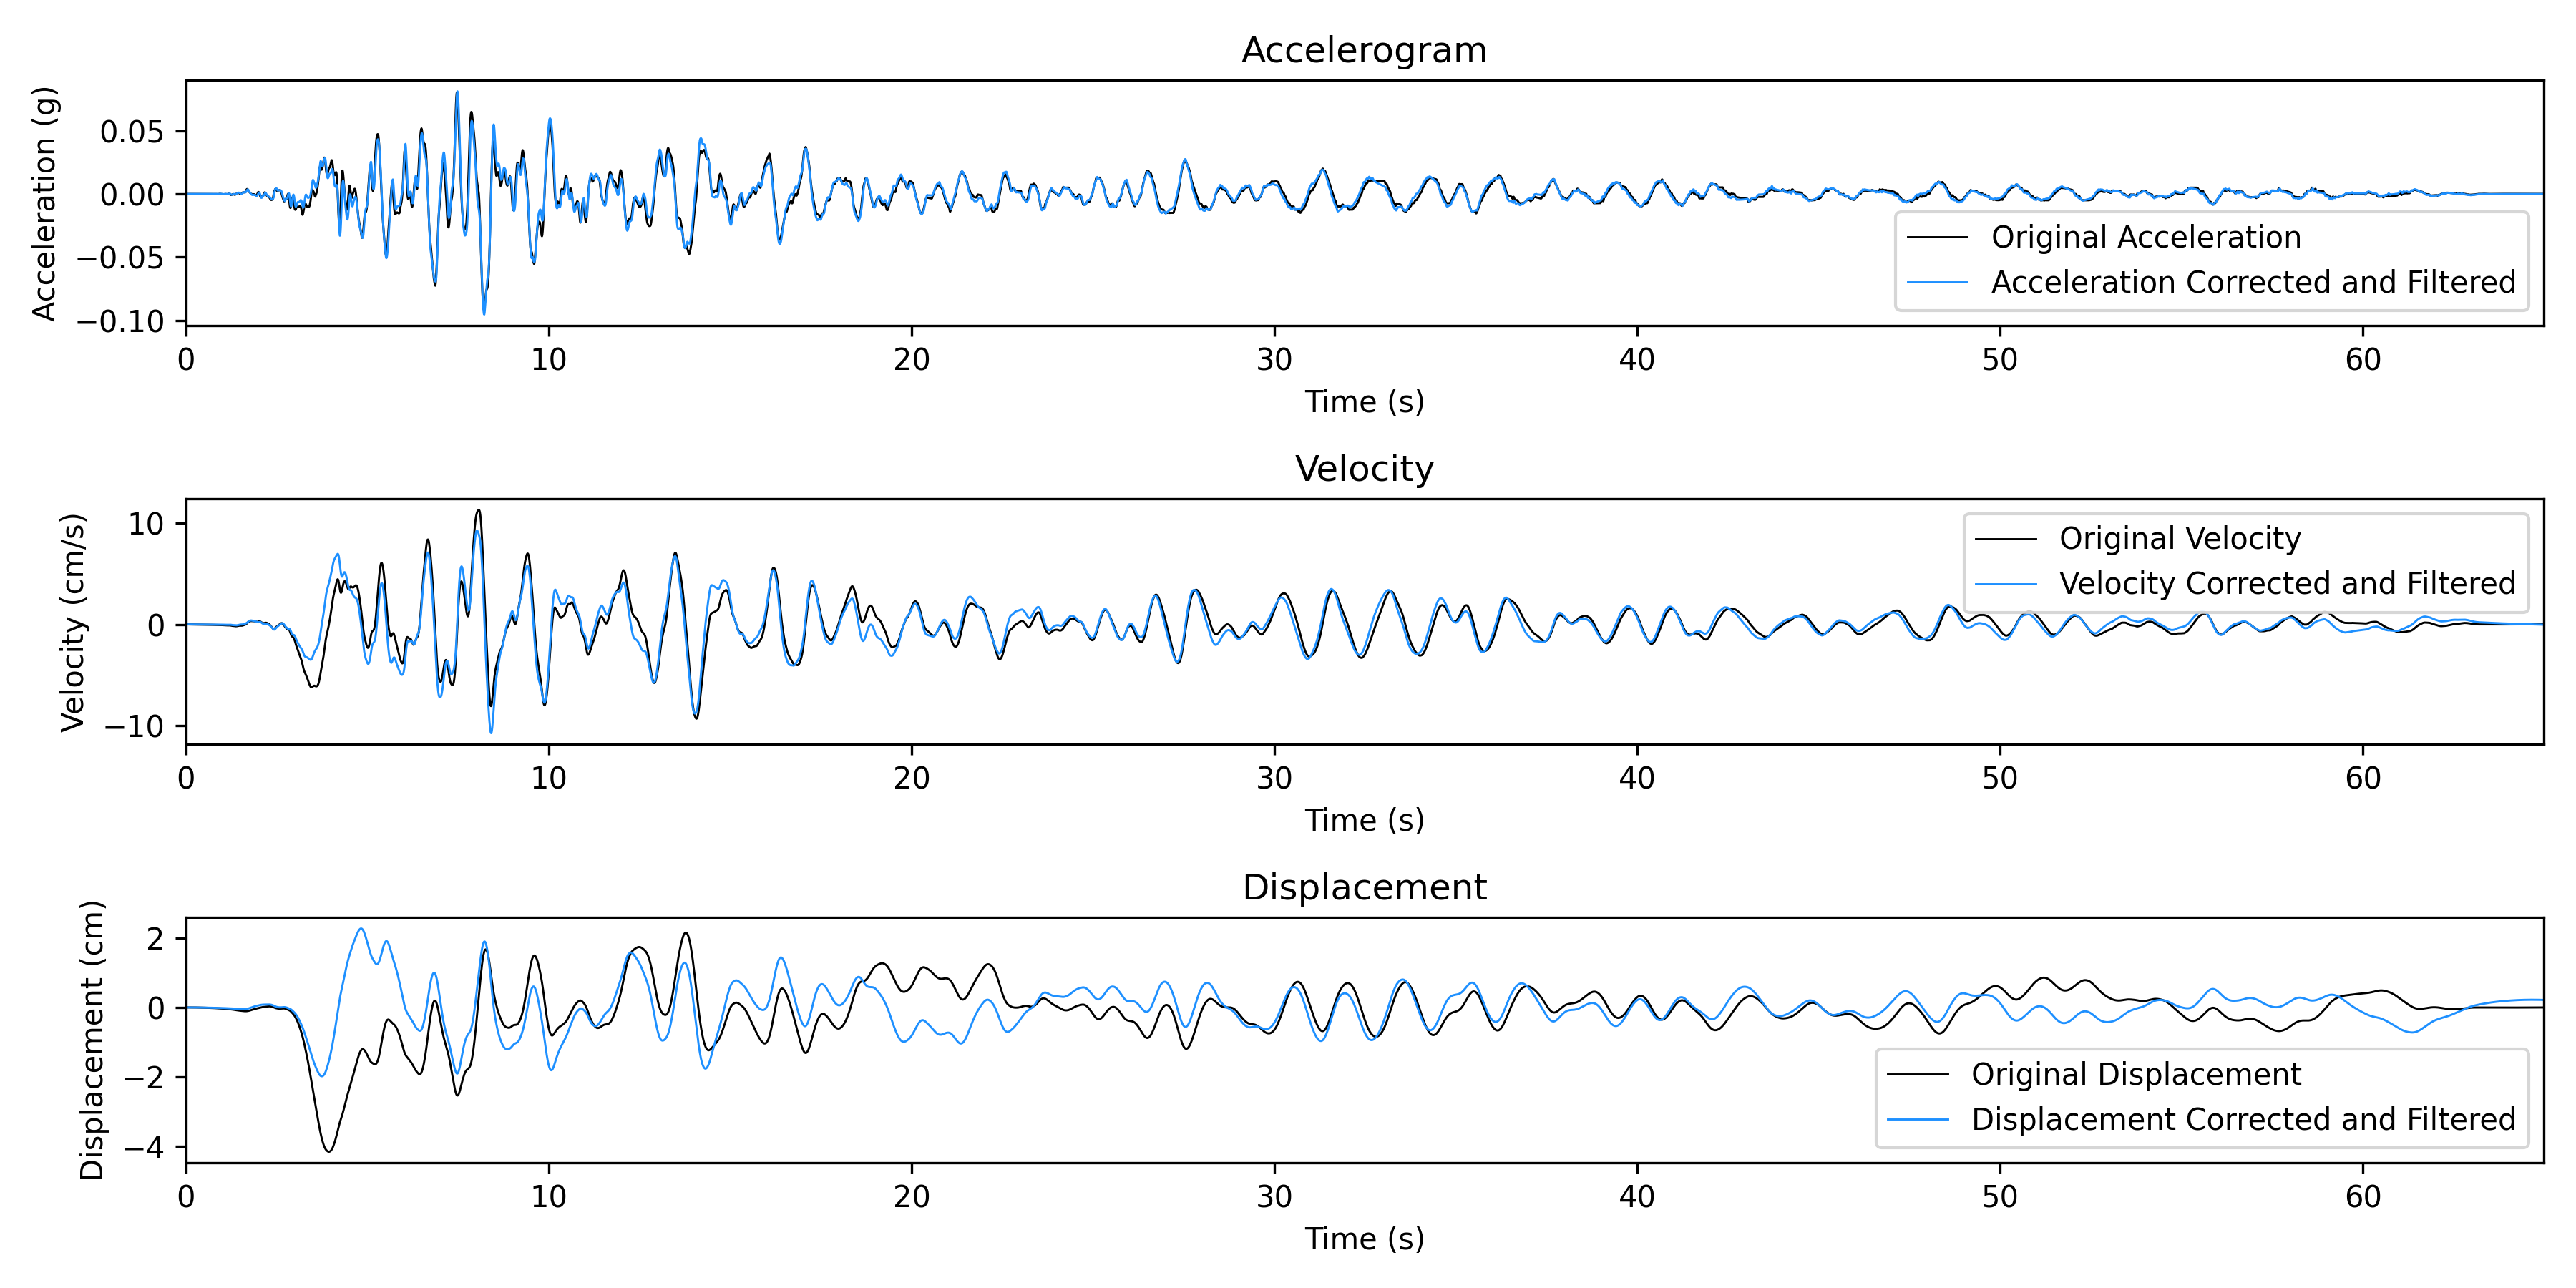 Accelerogram
Acceleration (g)
0.05
0.00
−0.05
−0.10
Original Acceleration
Acceleration Corrected and Filtered
0 10 20 30 40 50 60
Time (s)
Velocity
Velocity (cm/s)
10
0
−10
Original Velocity
Velocity Corrected and Filtered
0 10 20 30 40 50 60
Time (s)
Displacement
Displacement (cm)
2
0
−2
−4
Original Displacement
Displacement Corrected and Filtered
0 10 20 30 40 50 60
Time (s)